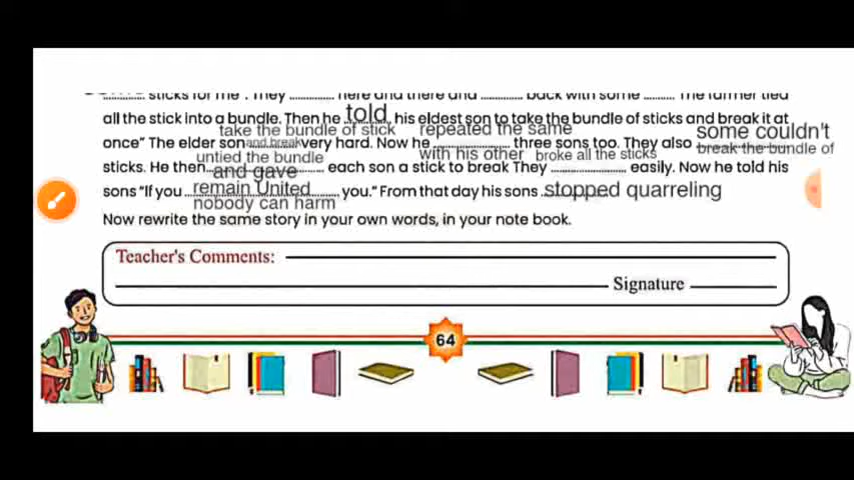 sticks for me". They ............ here and there and ............ back with some ......... The farmer tied
all the stick into a bundle. Then he told his eldest son to take the bundle of sticks and break it at
take the bundle of stick repeated the same some couldn't
once" The elder son and break very hard. Now he .................... three sons too. They also break the bundle of
untied the bundle with his other broke all the sticks
sticks. He then and gave each son a stick to break They .................... easily. Now he told his
sons "If you remain United you." From that day his sons stopped quarreling
nobody can harm
Now rewrite the same story in your own words, in your note book.
Teacher's Comments:
Signature
64